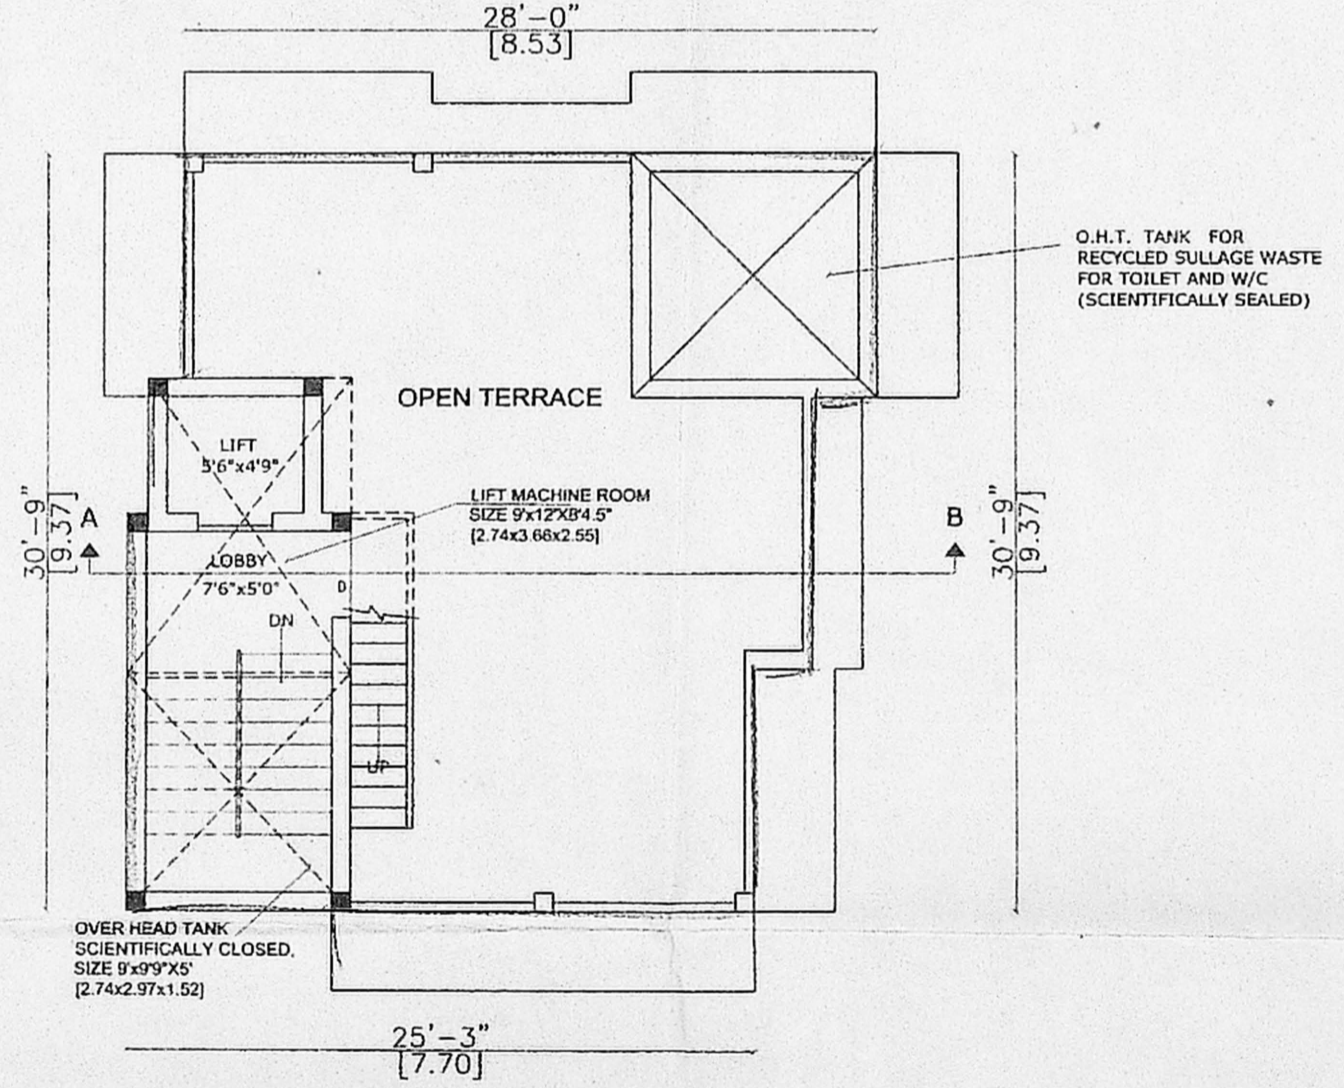 28'-0"
[8.53]
O.H.T. TANK FOR
RECYCLED SULLAGE WASTE
FOR TOILET AND W/C
(SCIENTIFICALLY SEALED)
OPEN TERRACE
LIFT
5'6"x4'9"
LIFT MACHINE ROOM
SIZE 9'x12'X8'4.5"
[2.74x3.66x2.55]
30'-9"
[9.37]
A
B
30'-9"
[9.37]
LOBBY
7'6"x5'0"
D
DN
UP
OVER HEAD TANK
SCIENTIFICALLY CLOSED.
SIZE 9'x9'9"X5'
[2.74x2.97x1.52]
25'-3"
[7.70]